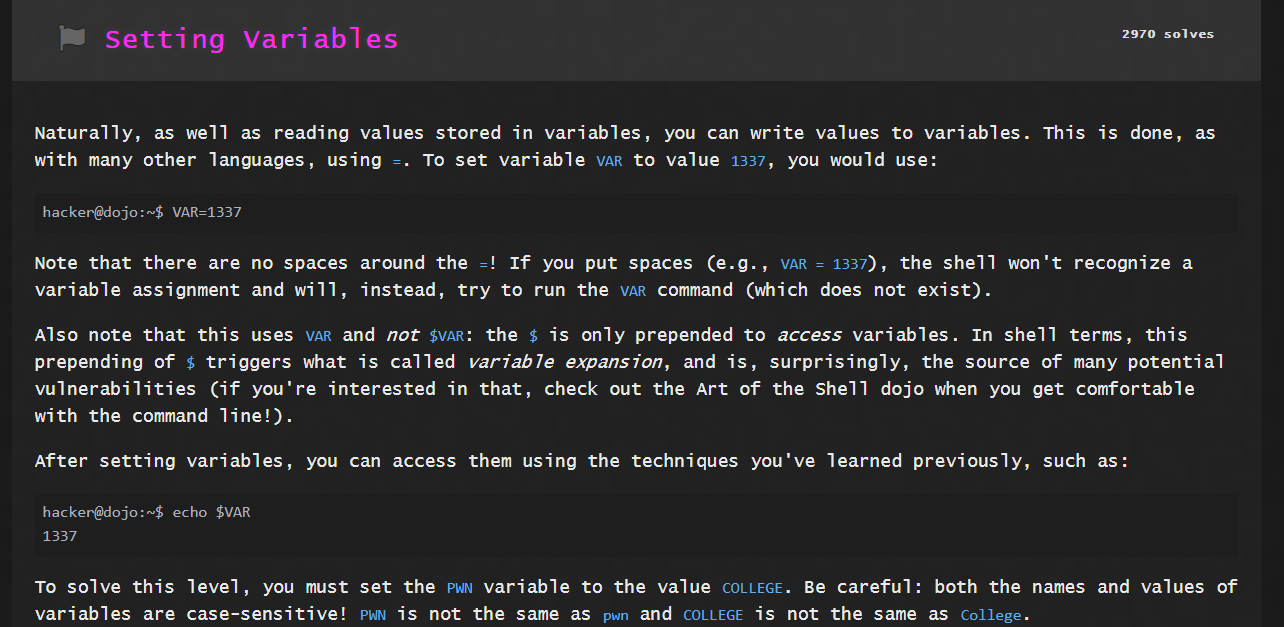 Setting Variables
2970 solves
Naturally, as well as reading values stored in variables, you can write values to variables. This is done, as
with many other languages, using =. To set variable VAR to value 1337, you would use:
hacker@dojo:~$ VAR=1337
Note that there are no spaces around the =! If you put spaces (e.g., VAR = 1337), the shell won't recognize a
variable assignment and will, instead, try to run the VAR command (which does not exist).
Also note that this uses VAR and not $VAR: the $ is only prepended to access variables. In shell terms, this
prepending of $ triggers what is called variable expansion, and is, surprisingly, the source of many potential
vulnerabilities (if you're interested in that, check out the Art of the Shell dojo when you get comfortable
with the command line!).
After setting variables, you can access them using the techniques you've learned previously, such as:
hacker@dojo:~$ echo $VAR
1337
To solve this level, you must set the PWN variable to the value COLLEGE. Be careful: both the names and values of
variables are case-sensitive! PWN is not the same as pwn and COLLEGE is not the same as College.